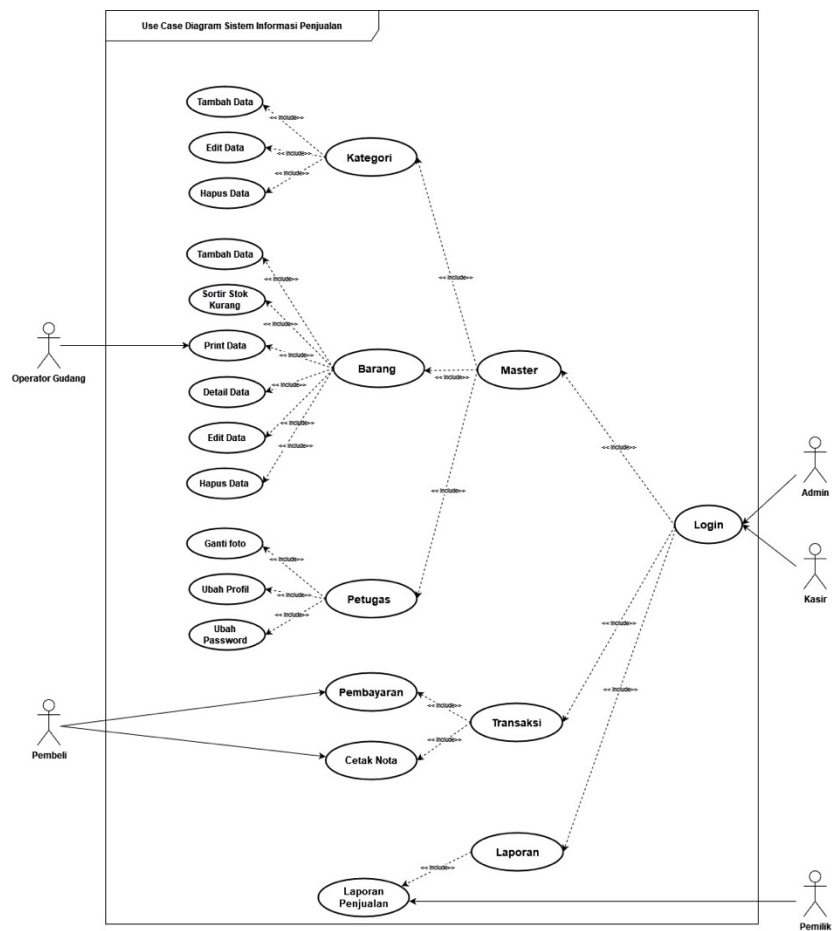 Use Case Diagram Sistem Informasi Penjualan
Tambah Data
<< Include>>
Edit Data
<< Include>>
Kategori
Hapus Data
<< Include>>
<< Include>>
Tambah Data
<< Include>>
Sortir Stok
Kurang
<< Include>>
Operator Gudang
Print Data
<< Include>>
Barang
<< Include>>
Master
Detail Data
<< Include>>
Edit Data
<< Include>>
<< Include>>
Hapus Data
<< Include>>
<< Include>>
Admin
Login
Ganti foto
<< Include>>
Ubah Profil
<< Include>>
Petugas
Kasir
Ubah
Password
<< Include>>
<< Include>>
Pembeli
Pembayaran
<< Include>>
<< Include>>
Transaksi
Cetak Nota
<< Include>>
Laporan
<< Include>>
Laporan
Penjualan
Pemilik